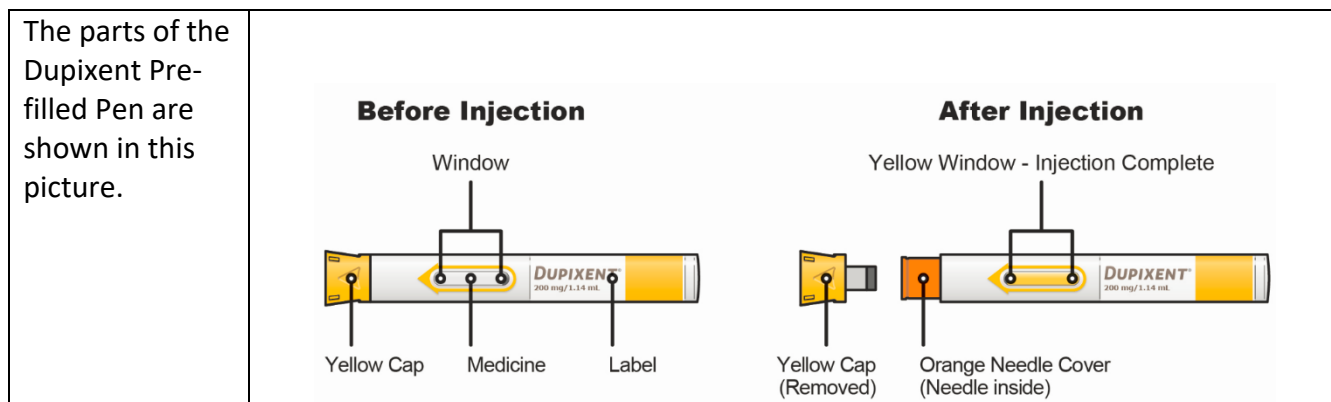 The parts of the
Dupixent Pre-
filled Pen are
shown in this
picture.
Before Injection
Window
DUPIXENT®
200 mg/1.14 mL
Yellow Cap
Medicine
Label
After Injection
Yellow Window - Injection Complete
DUPIXENT®
200 mg/1.14 mL
Yellow Cap
(Removed)
Orange Needle Cover
(Needle inside)